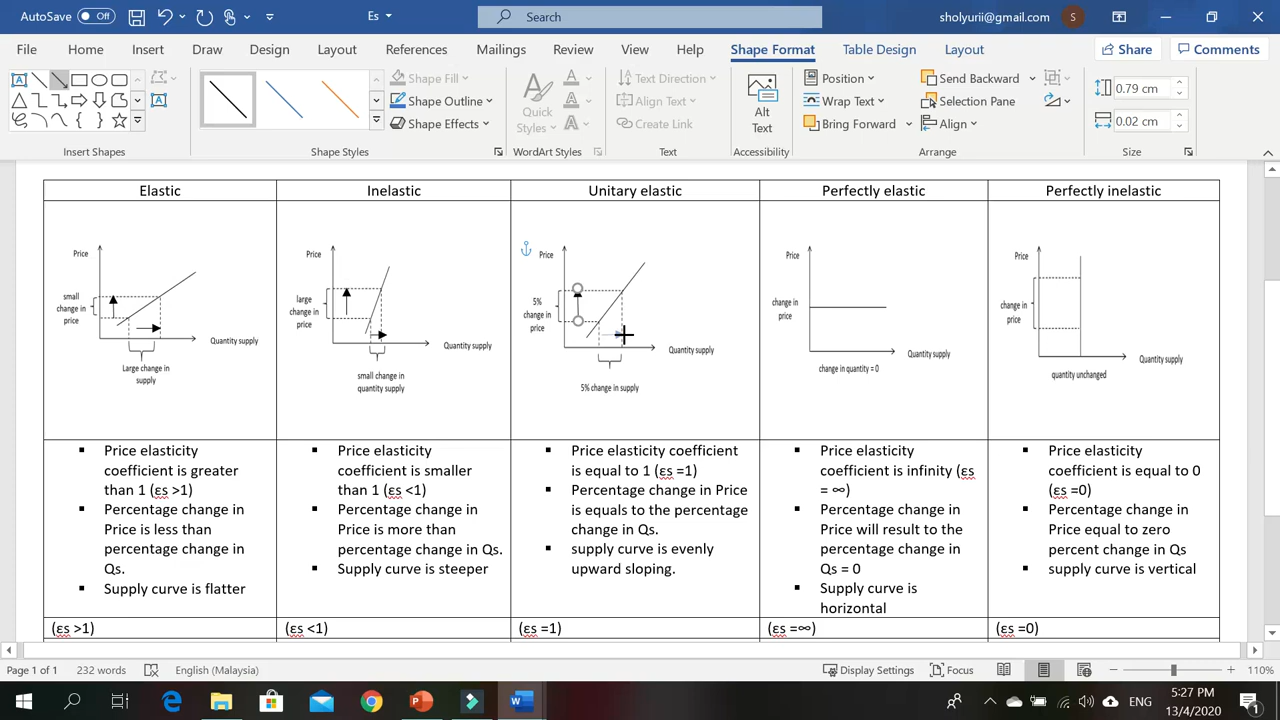 AutoSave Off Es Search sholyurii@gmail.com S
File Home Insert Draw Design Layout References Mailings Review View Help Shape Format Table Design Layout Share Comments
Shape Fill
Shape Outline
Shape Effects
Quick
Styles
Text Direction
Align Text
Create Link
Alt
Text
Position
Wrap Text
Bring Forward
Send Backward
Selection Pane
Align
0.79 cm
0.02 cm
Insert Shapes Shape Styles WordArt Styles Text Accessibility Arrange Size
Elastic Inelastic Unitary elastic Perfectly elastic Perfectly inelastic
Price
small
change in
price
Quantity supply
Large change in
supply
Price
large
change in
price
Quantity supply
small change in
quantity supply
Price
5%
change in
price
Quantity supply
5% change in supply
Price
change in
price
Quantity supply
change in quantity = 0
Price
change in
price
Quantity supply
quantity unchanged
Price elasticity
coefficient is greater
than 1 (εs >1)
Percentage change in
Price is less than
percentage change in
Qs.
Supply curve is flatter
Price elasticity
coefficient is smaller
than 1 (εs <1)
Percentage change in
Price is more than
percentage change in Qs.
Supply curve is steeper
Price elasticity coefficient
is equal to 1 (εs =1)
Percentage change in Price
is equals to the percentage
change in Qs.
supply curve is evenly
upward sloping.
Price elasticity
coefficient is infinity (εs
= ∞)
Percentage change in
Price will result to the
percentage change in
Qs = 0
Supply curve is
horizontal
Price elasticity
coefficient is equal to 0
(εs =0)
Percentage change in
Price equal to zero
percent change in Qs
supply curve is vertical
(εs >1) (εs <1) (εs =1) (εs =∞) (εs =0)
Page 1 of 1 232 words English (Malaysia) Display Settings Focus 110%
ENG
5:27 PM
13/4/2020